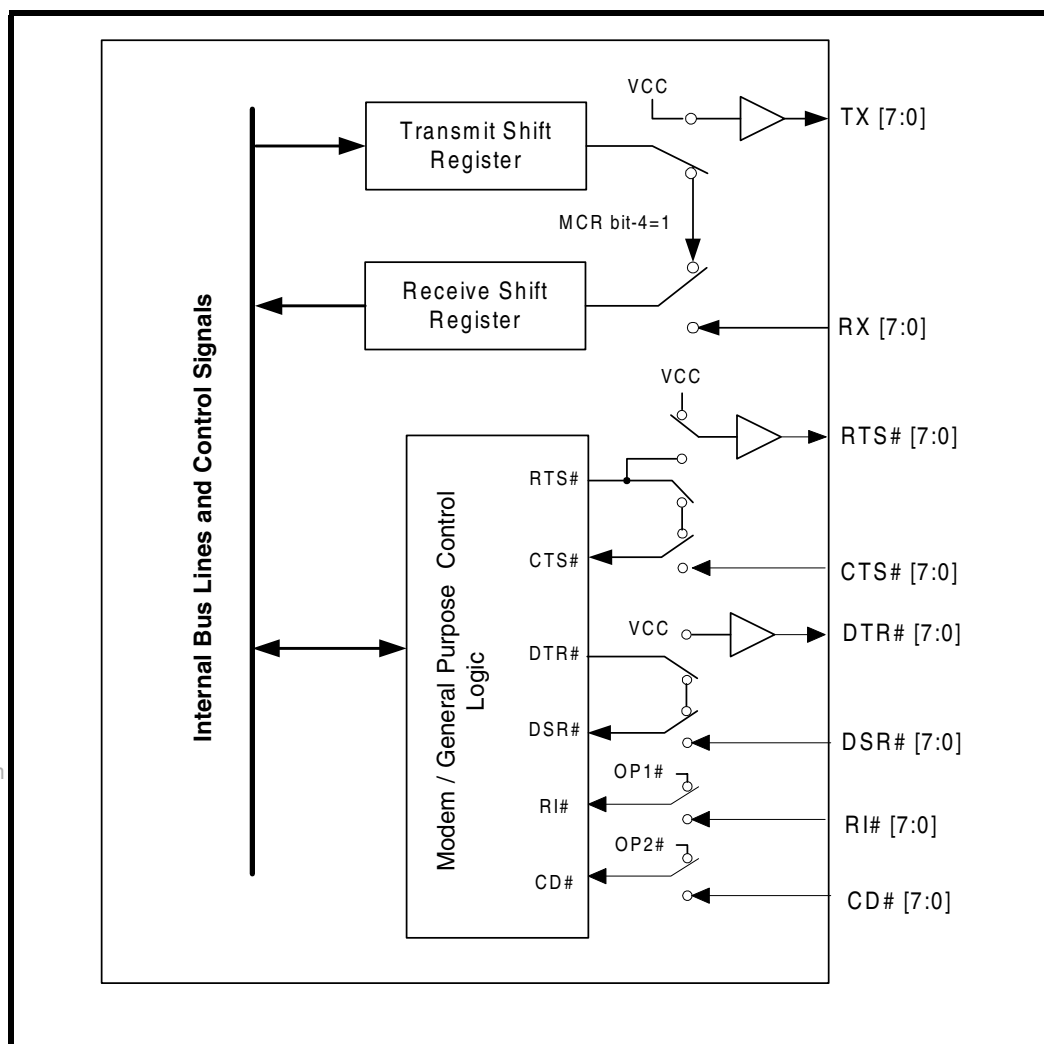 VCC
TX [7:0]
Transmit Shift
Register
MCR bit-4=1
Receive Shift
Register
RX [7:0]
Internal Bus Lines and Control Signals
VCC
RTS# [7:0]
RTS#
CTS#
CTS# [7:0]
Modem / General Purpose Control
Logic
VCC
DTR# [7:0]
DTR#
DSR#
DSR# [7:0]
OP1#
RI#
RI# [7:0]
OP2#
CD#
CD# [7:0]